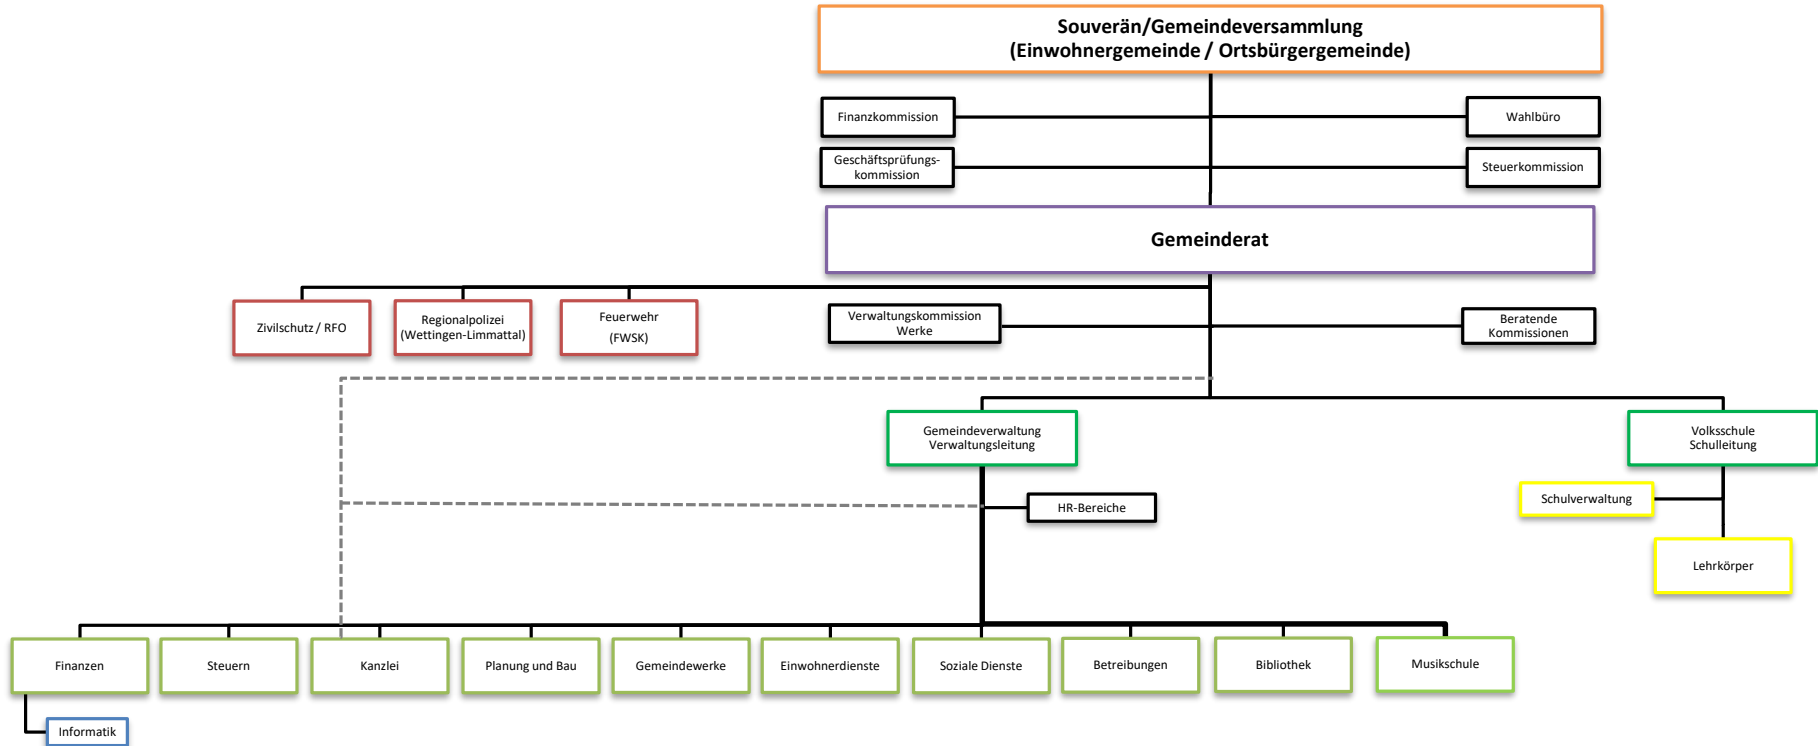 Souverän/Gemeindeversammlung
(Einwohnergemeinde / Ortsbürgergemeinde)
Finanzkommission
Wahlbüro
Geschäftsprüfungs-
kommission
Steuerkommission
Gemeinderat
Zivilschutz / RFO
Regionalpolizei
(Wettingen-Limmattal)
Feuerwehr
(FWSK)
Verwaltungskommission
Werke
Beratende
Kommissionen
Gemeindeverwaltung
Verwaltungsleitung
Volksschule
Schulleitung
HR-Bereiche
Schulverwaltung
Lehrkörper
Finanzen
Steuern
Kanzlei
Planung und Bau
Gemeindewerke
Einwohnerdienste
Soziale Dienste
Betreibungen
Bibliothek
Musikschule
Informatik